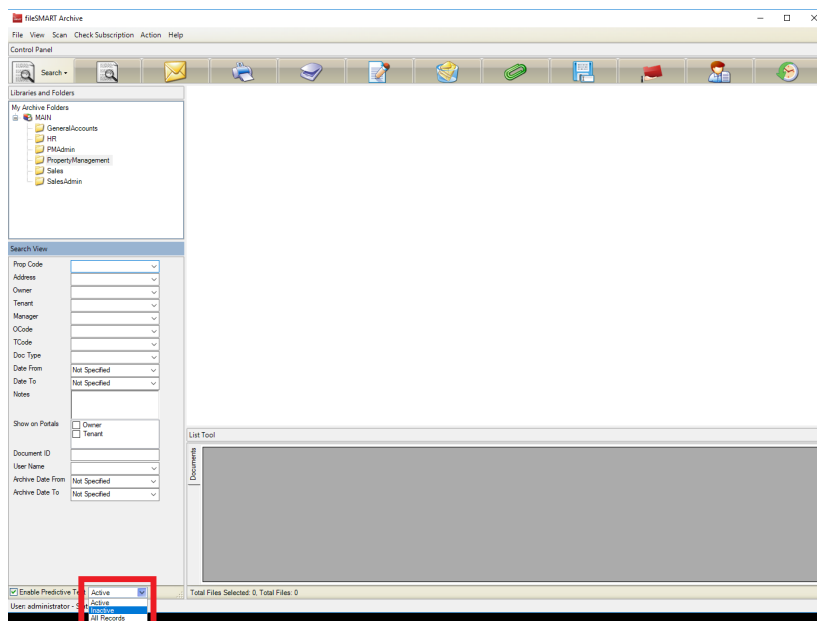 fileSMART Archive
File View Scan Check Subscription Action Help
Control Panel
Search
Libraries and Folders
My Archive Folders
MAIN
GeneralAccounts
HR
PMAdmin
PropertyManagement
Sales
SalesAdmin
Search View
Prop Code
Address
Owner
Tenant
Manager
OCode
TCode
Doc Type
Date From Not Specified
Date To Not Specified
Notes
Show on Portals Owner
Tenant
Document ID
User Name
Archive Date From Not Specified
Archive Date To Not Specified
List Tool
Documents
Enable Predictive Active
Total Files Selected: 0, Total Files: 0
User: administrator -
Active
Inactive
All Records